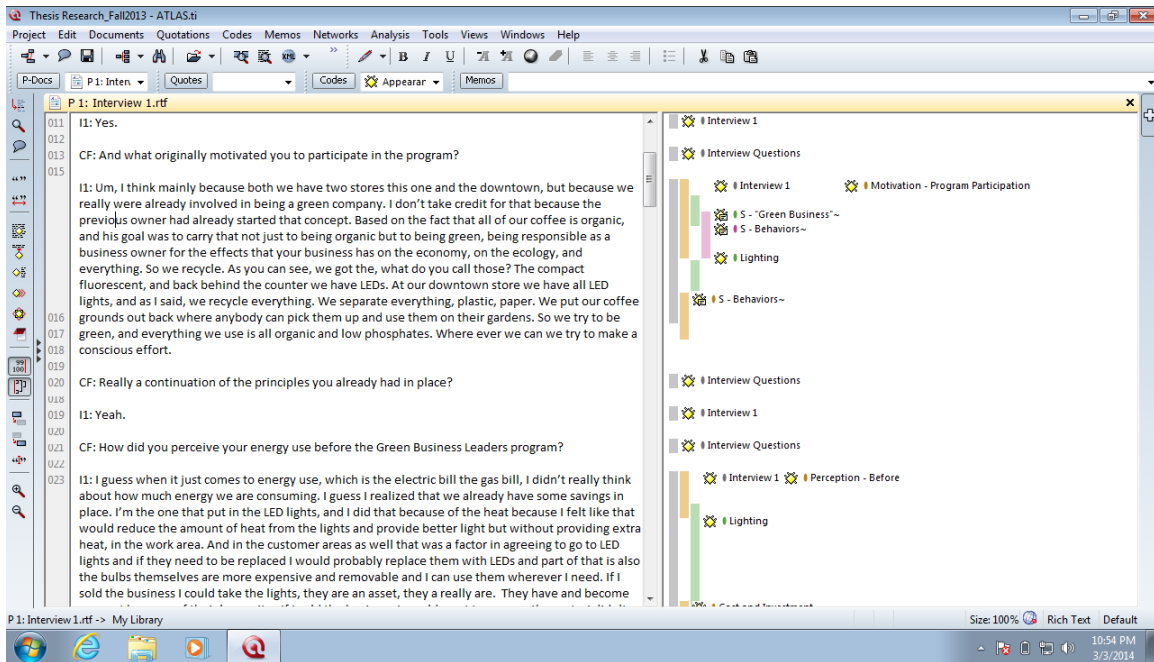 Thesis Research_Fall2013 - ATLAS.ti
Project Edit Documents Quotations Codes Memos Networks Analysis Tools Views Windows Help
B I U
P-Docs P 1: Inten Quotes Codes Appearar Memos
P 1: Interview 1.rtf
011 I1: Yes.
012
013 CF: And what originally motivated you to participate in the program?
015
I1: Um, I think mainly because both we have two stores this one and the downtown, but because we
really were already involved in being a green company. I don't take credit for that because the
previous owner had already started that concept. Based on the fact that all of our coffee is organic,
and his goal was to carry that not just to being organic but to being green, being responsible as a
business owner for the effects that your business has on the economy, on the ecology, and
everything. So we recycle. As you can see, we got the, what do you call those? The compact
fluorescent, and back behind the counter we have LEDs. At our downtown store we have all LED
lights, and as I said, we recycle everything. We separate everything, plastic, paper. We put our coffee
016 grounds out back where anybody can pick them up and use them on their gardens. So we try to be
017 green, and everything we use is all organic and low phosphates. Where ever we can we try to make a
018 conscious effort.
019
020 CF: Really a continuation of the principles you already had in place?
018
019 I1: Yeah.
020
021 CF: How did you perceive your energy use before the Green Business Leaders program?
022
023 I1: I guess when it just comes to energy use, which is the electric bill the gas bill, I didn't really think
about how much energy we are consuming. I guess I realized that we already have some savings in
place. I'm the one that put in the LED lights, and I did that because of the heat because I felt like that
would reduce the amount of heat from the lights and provide better light but without providing extra
heat, in the work area. And in the customer areas as well that was a factor in agreeing to go to LED
lights and if they need to be replaced I would probably replace them with LEDs and part of that is also
the bulbs themselves are more expensive and removable and I can use them wherever I need. If I
sold the business I could take the lights, they are an asset, they a really are. They have and become
Interview 1
Interview Questions
Interview 1 Motivation - Program Participation
S - "Green Business"~
S - Behaviors~
Lighting
S - Behaviors~
Interview Questions
Interview 1
Interview Questions
Interview 1 Perception - Before
Lighting
Cost and Investment
P 1: Interview 1.rtf -> My Library
Size: 100% Rich Text Default
10:54 PM
3/3/2014